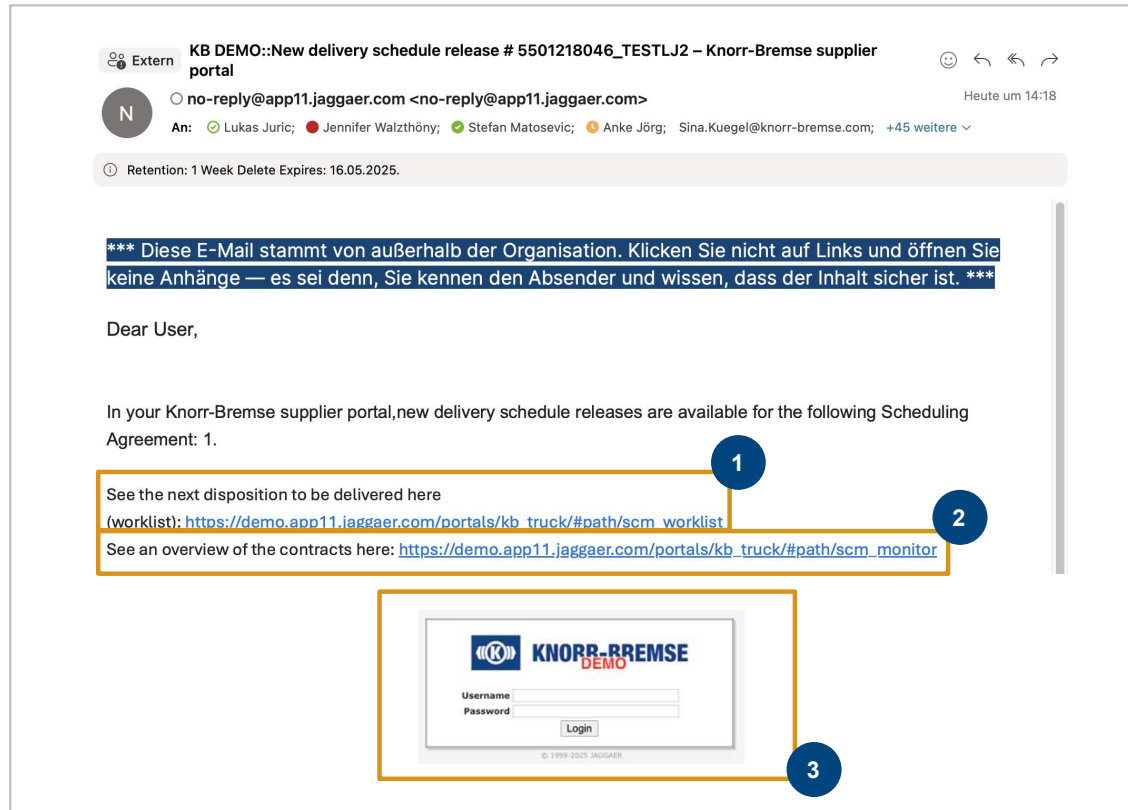 Extern
KB DEMO::New delivery schedule release # 5501218046_TESTLJ2 – Knorr-Bremse supplier
portal
N
no-reply@app11.jaggaer.com <no-reply@app11.jaggaer.com>
Heute um 14:18
An: Lukas Juric; Jennifer Walzthöny; Stefan Matosevic; Anke Jörg; Sina.Kuegel@knorr-bremse.com; +45 weitere
Retention: 1 Week Delete Expires: 16.05.2025.
*** Diese E-Mail stammt von außerhalb der Organisation. Klicken Sie nicht auf Links und öffnen Sie
keine Anhänge — es sei denn, Sie kennen den Absender und wissen, dass der Inhalt sicher ist. ***
Dear User,
In your Knorr-Bremse supplier portal,new delivery schedule releases are available for the following Scheduling
Agreement: 1.
1
See the next disposition to be delivered here
(worklist): https://demo.app11.jaggaer.com/portals/kb_truck/#path/scm_worklist
2
See an overview of the contracts here: https://demo.app11.jaggaer.com/portals/kb_truck/#path/scm_monitor
K KNORR-BREMSE
DEMO
Username
Password
Login
© 1999-2025 JAGGAER
3